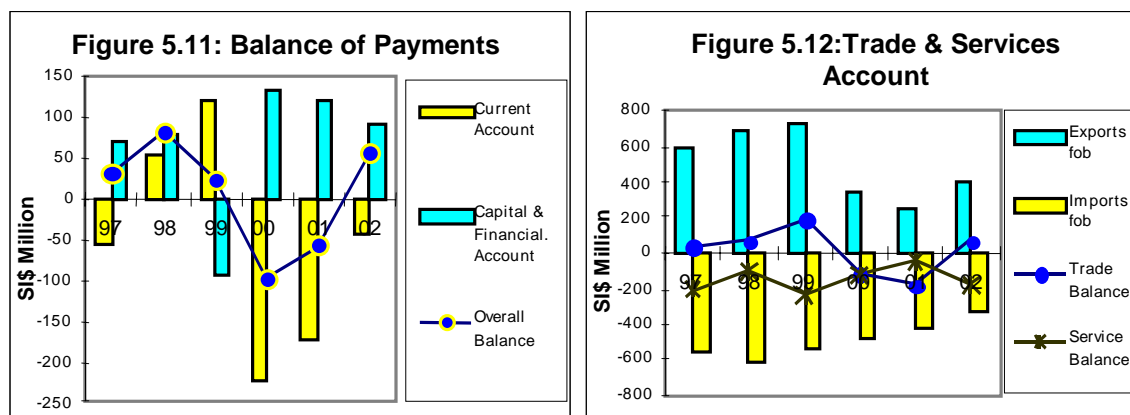 Figure 5.11: Balance of Payments
SI$ Million
150
100
50
0
-50
-100
-150
-200
-250
97
98
99
00
01
02
Current
Account
Capital &
Financial.
Account
Overall
Balance
Figure 5.12:Trade & Services
Account
SI$ Million
800
600
400
200
0
-200
-400
-600
-800
97
98
99
00
01
02
Exports
fob
Imports
fob
Trade
Balance
Service
Balance